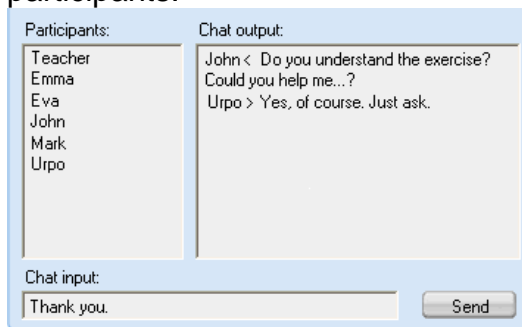 participants.
Participants:
Teacher
Emma
Eva
John
Mark
Urpo
Chat output:
John < Do you understand the exercise?
Could you help me...?
Urpo > Yes, of course. Just ask.
Chat input:
Thank you.
Send